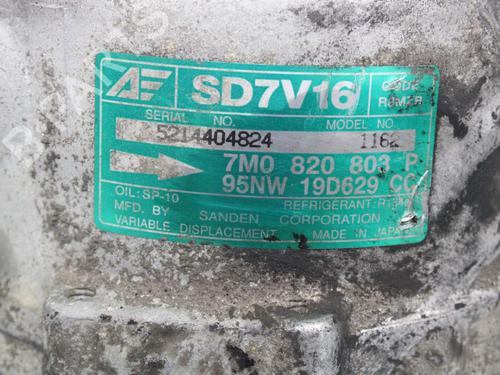 SD7V16
SERIAL NO. MODEL NO.
5214404824 1162
7M0 820 803 P
95NW 19D629 CC
OIL: SP-10 REFRIGERANT:
MFD. BY SANDEN CORPORATION
VARIABLE DISPLACEMENT MADE IN JAPAN